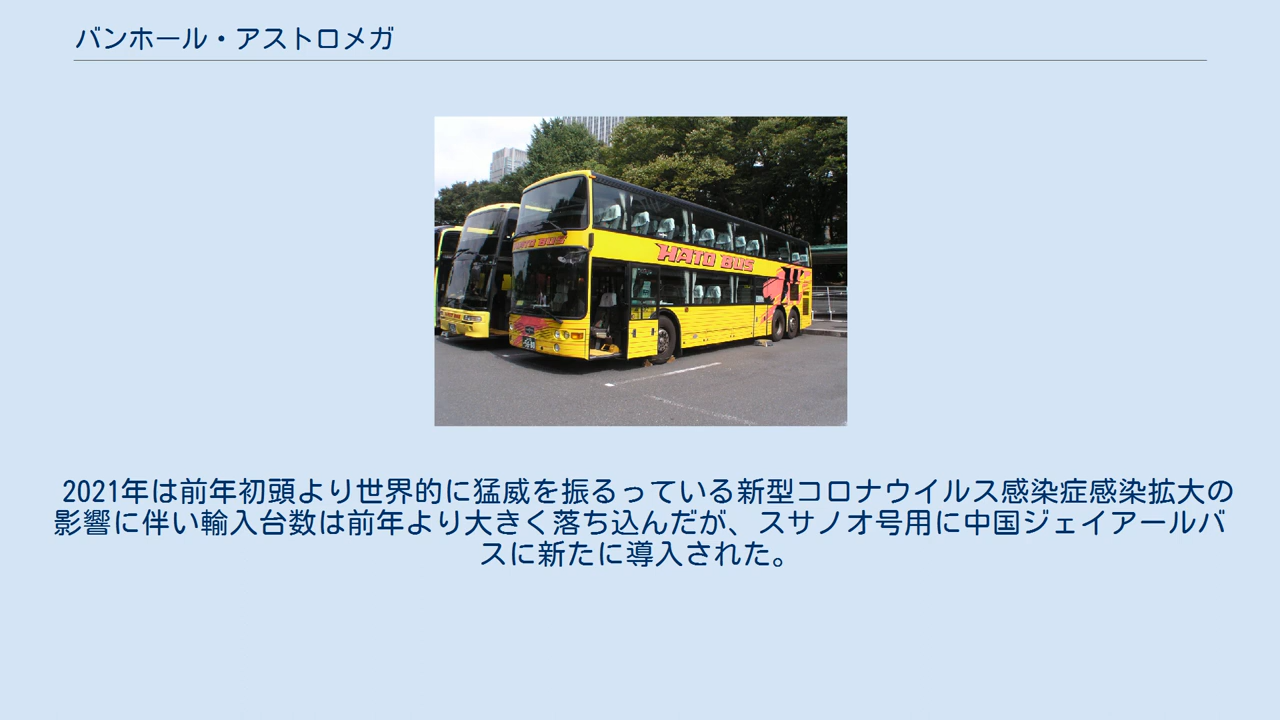 バンホール・アストロメガ
HATO BUS
HATO BUS
2021年は前年初頭より世界的に猛威を振るっている新型コロナウイルス感染症感染拡大の
影響に伴い輸入台数は前年より大きく落ち込んだが、スサノオ号用に中国ジェイアールバ
スに新たに導入された。